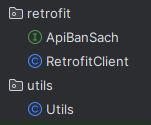 retrofit
ApiBanSach
RetrofitClient
utils
Utils